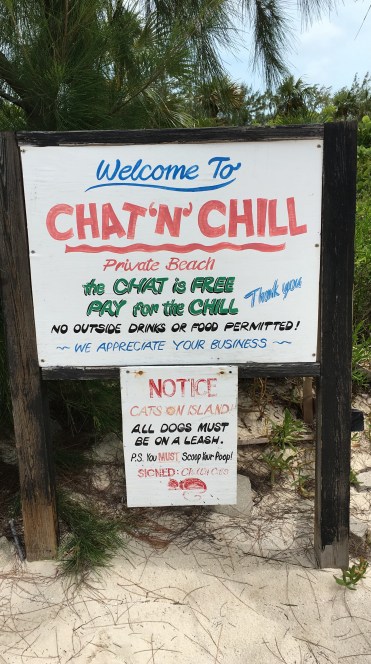 Welcome To
CHAT 'N' CHILL
Private Beach
the CHAT is FREE
PAY for the CHILL
Thank you
NO OUTSIDE DRINKS OR FOOD PERMITTED!
~ WE APPRECIATE YOUR BUSINESS ~
NOTICE
CATS ON ISLAND!!
ALL DOGS MUST
BE ON A LEASH.
P.S. You MUST Scoop Your Poop!
SIGNED: